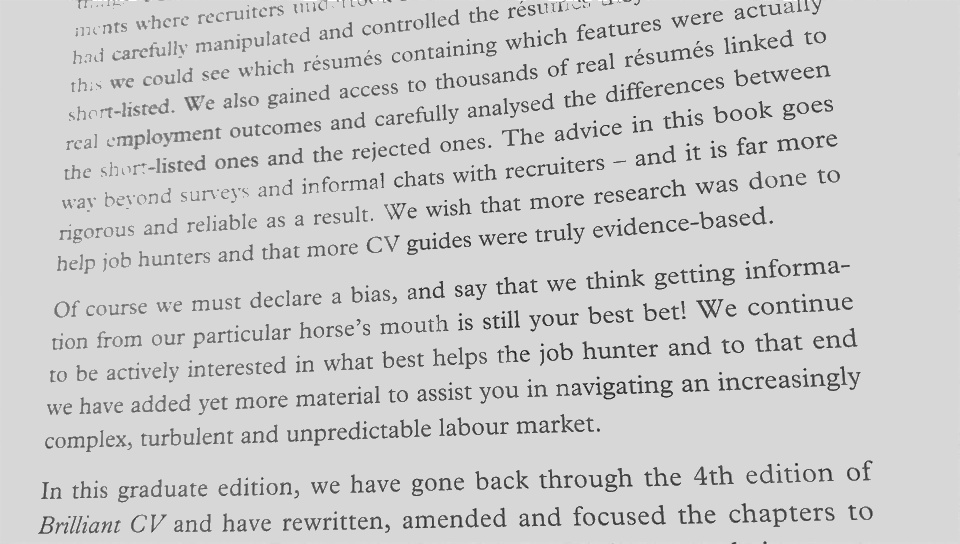 ments where recruiters
had carefully manipulated and controlled the résumés
this we could see which résumés containing which features were actually
short-listed. We also gained access to thousands of real résumés linked to
real employment outcomes and carefully analysed the differences between
the short-listed ones and the rejected ones. The advice in this book goes
way beyond surveys and informal chats with recruiters – and it is far more
rigorous and reliable as a result. We wish that more research was done to
help job hunters and that more CV guides were truly evidence-based.
Of course we must declare a bias, and say that we think getting informa-
tion from our particular horse's mouth is still your best bet! We continue
to be actively interested in what best helps the job hunter and to that end
we have added yet more material to assist you in navigating an increasingly
complex, turbulent and unpredictable labour market.
In this graduate edition, we have gone back through the 4th edition of
Brilliant CV and have rewritten, amended and focused the chapters to